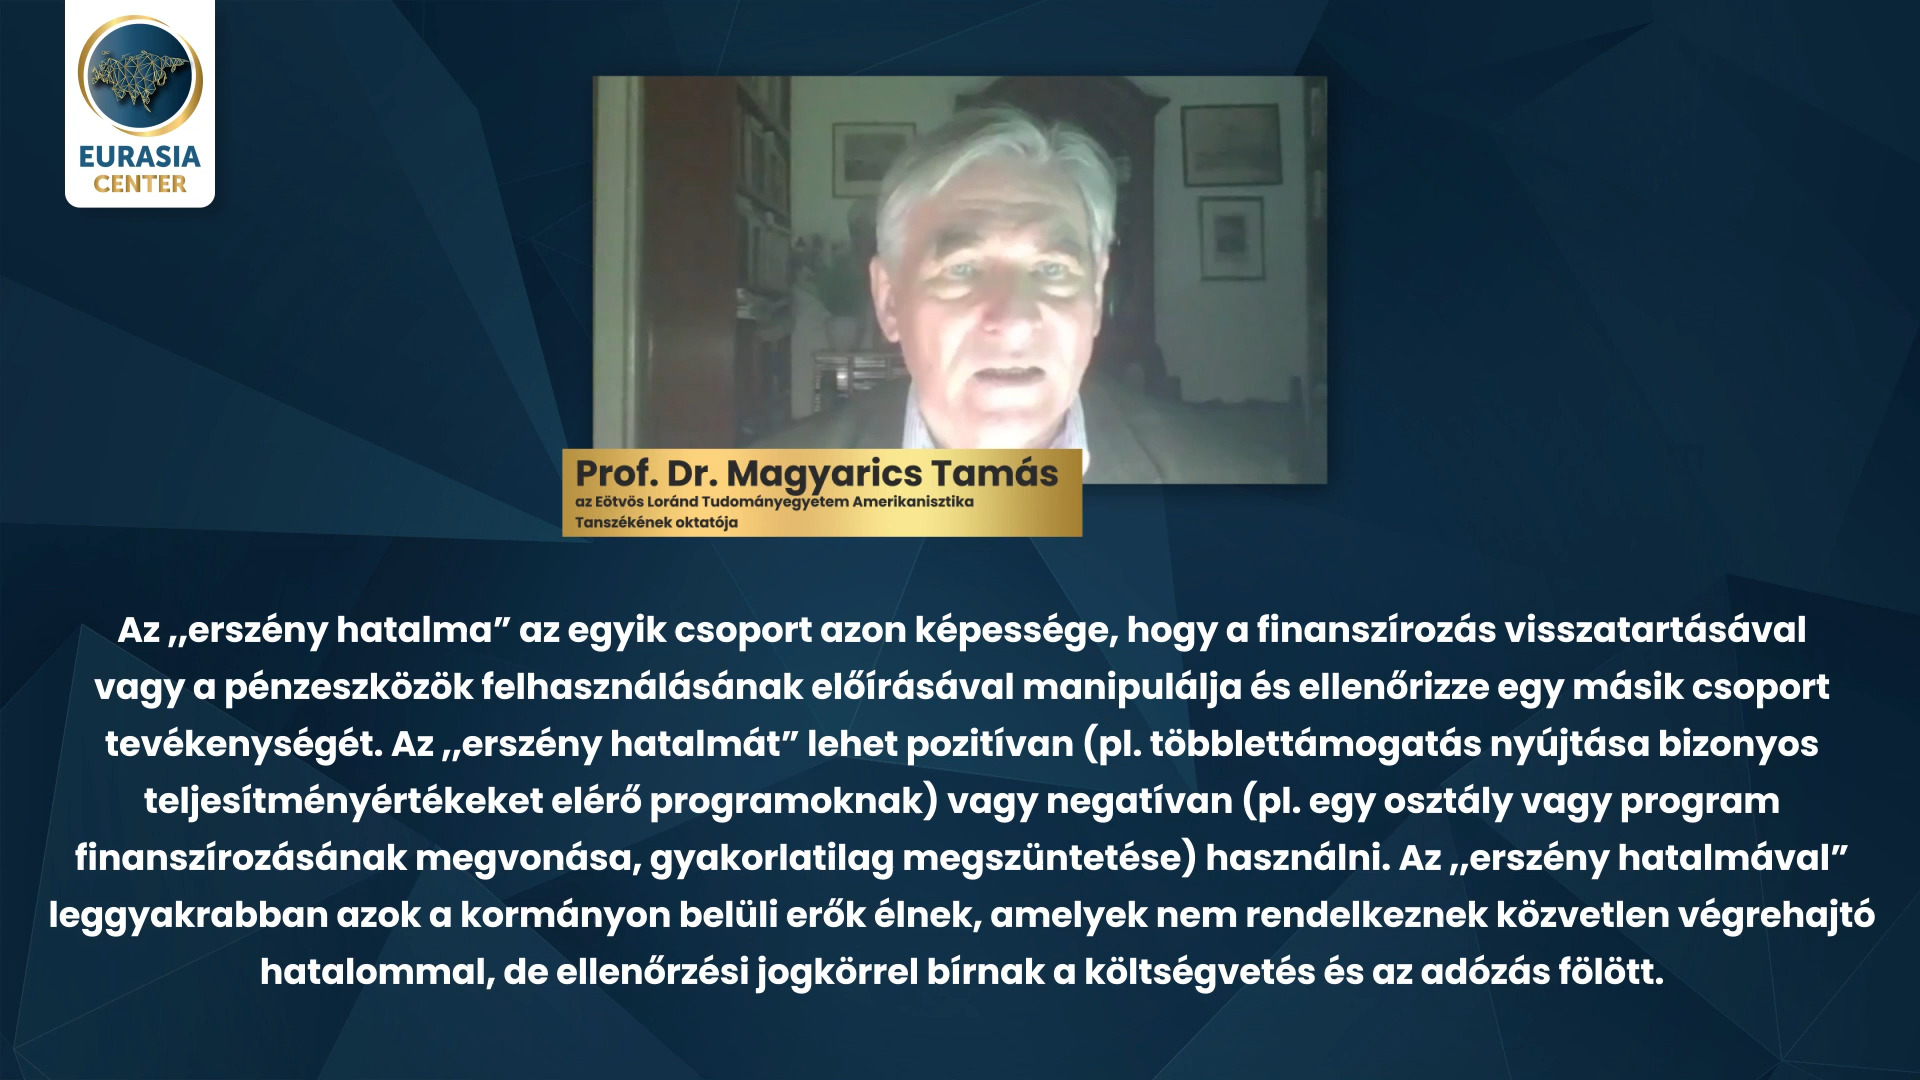 EURASIA
CENTER
Prof. Dr. Magyarics Tamás
az Eötvös Loránd Tudományegyetem Amerikanisztika
Tanszékének oktatója
Az ,,erszény hatalma” az egyik csoport azon képessége, hogy a finanszírozás visszatartásával
vagy a pénzeszközök felhasználásának előírásával manipulálja és ellenőrizze egy másik csoport
tevékenységét. Az ,,erszény hatalmát” lehet pozitívan (pl. többlettámogatás nyújtása bizonyos
teljesítményértékeket elérő programoknak) vagy negatívan (pl. egy osztály vagy program
finanszírozásának megvonása, gyakorlatilag megszüntetése) használni. Az ,,erszény hatalmával”
leggyakrabban azok a kormányon belüli erők élnek, amelyek nem rendelkeznek közvetlen végrehajtó
hatalommal, de ellenőrzési jogkörrel bírnak a költségvetés és az adózás fölött.